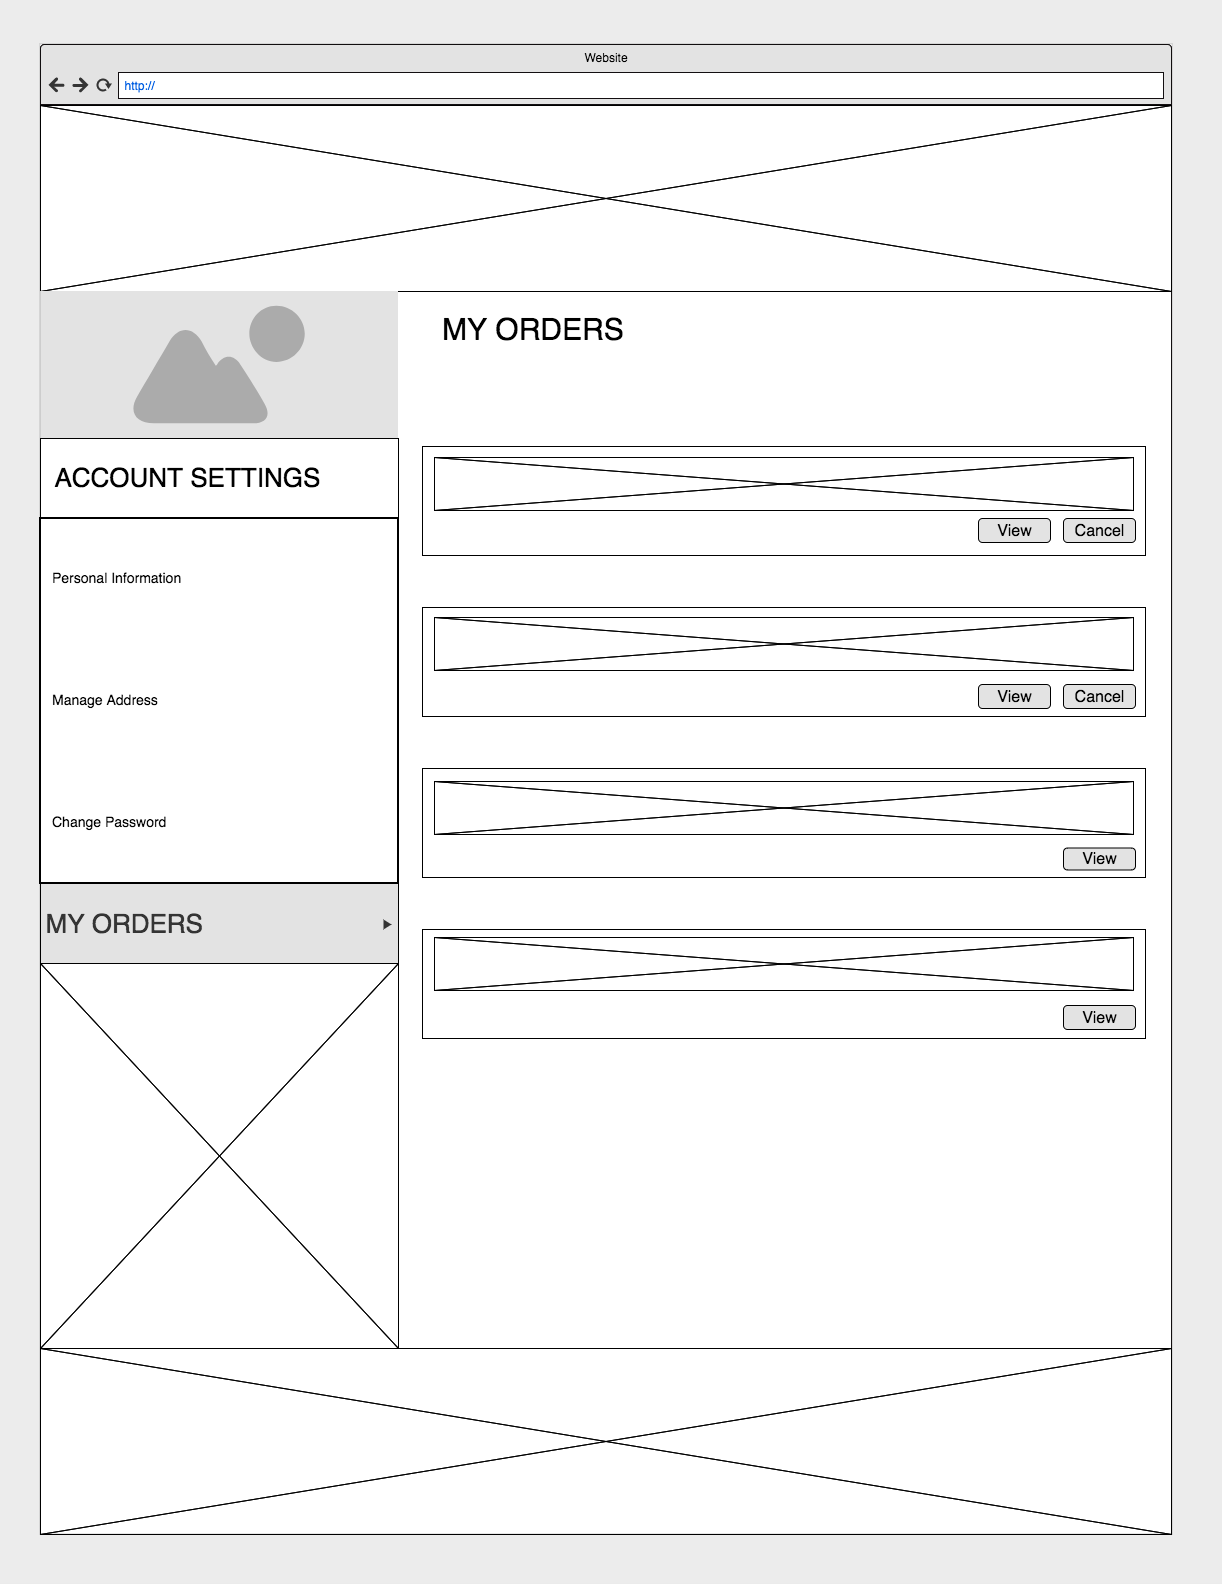 Website
http://
MY ORDERS
ACCOUNT SETTINGS
Personal Information
Manage Address
Change Password
MY ORDERS
View Cancel
View Cancel
View
View